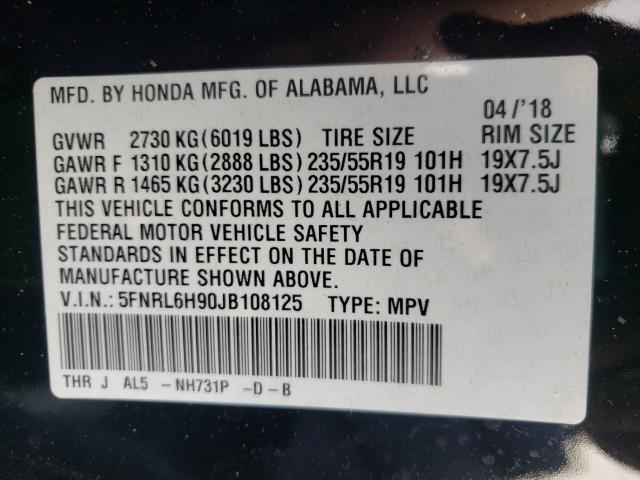 MFD. BY HONDA MFG. OF ALABAMA, LLC
04/'18
GVWR 2730 KG(6019 LBS) TIRE SIZE RIM SIZE
GAWR F 1310 KG(2888 LBS)235/55R19 101H 19X7.5J
GAWR R 1465 KG(3230 LBS)235/55R19 101H 19X7.5J
THIS VEHICLE CONFORMS TO ALL APPLICABLE
FEDERAL MOTOR VEHICLE SAFETY
STANDARDS IN EFFECT ON THE DATE OF
MANUFACTURE SHOWN ABOVE.
V.I.N.: 5FNRL6H90JB108125 TYPE: MPV
THR J AL5 -NH731P -D-B